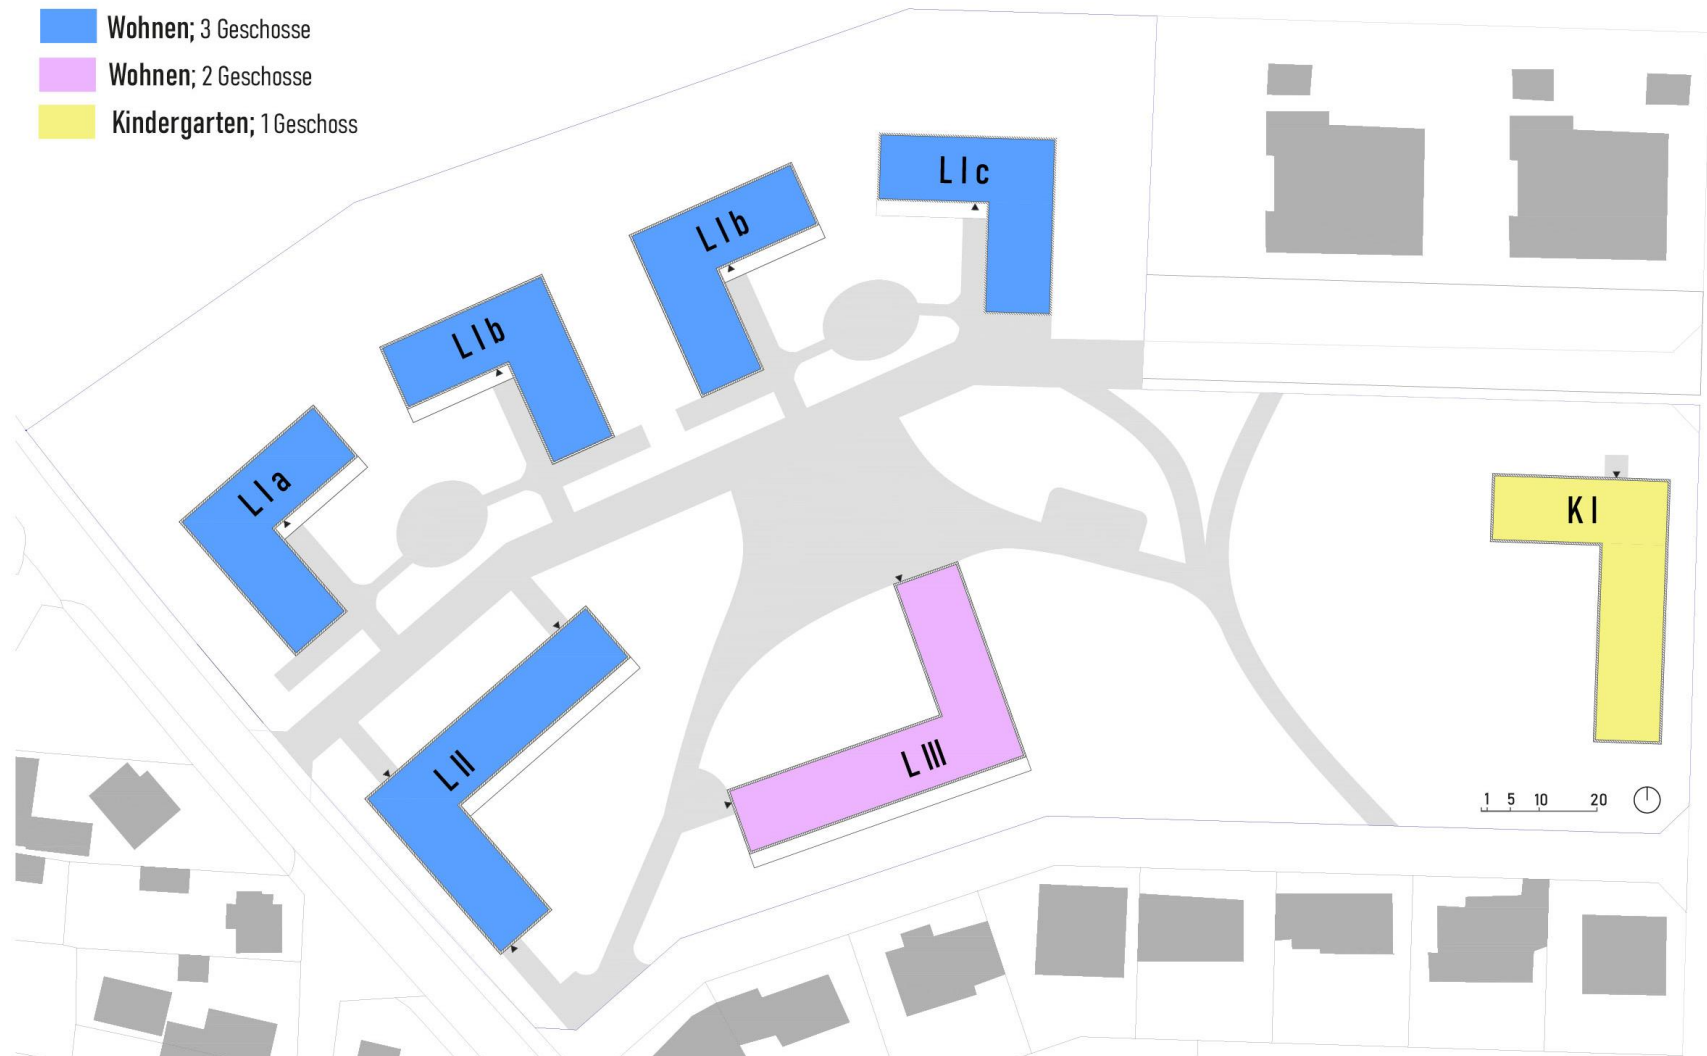 Wohnen; 3 Geschosse
Wohnen; 2 Geschosse
Kindergarten; 1 Geschoss
L I c
L I b
L I b
L I a
K I
L II
L III
1 5 10 20